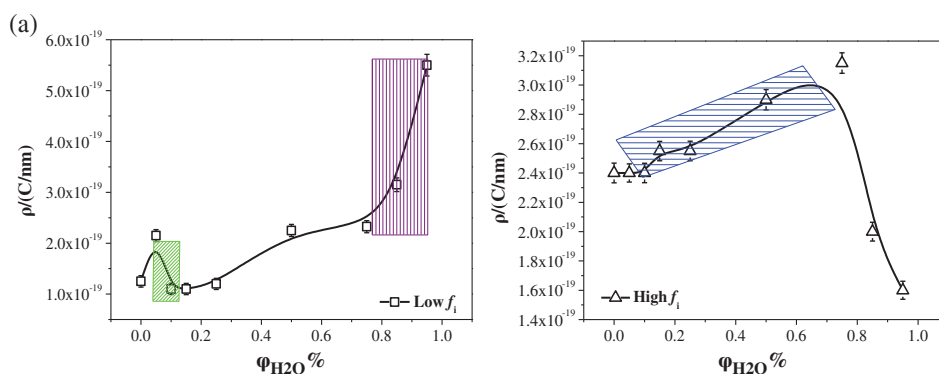 (a)
6.0x10⁻¹⁹
5.0x10⁻¹⁹
4.0x10⁻¹⁹
3.0x10⁻¹⁹
2.0x10⁻¹⁹
1.0x10⁻¹⁹
ρ/(C/nm)
0.0 0.2 0.4 0.6 0.8 1.0
φH2O%
Low fi
3.2x10⁻¹⁹
3.0x10⁻¹⁹
2.8x10⁻¹⁹
2.6x10⁻¹⁹
2.4x10⁻¹⁹
2.2x10⁻¹⁹
2.0x10⁻¹⁹
1.8x10⁻¹⁹
1.6x10⁻¹⁹
1.4x10⁻¹⁹
ρ/(C/nm)
0.0 0.2 0.4 0.6 0.8 1.0
φH2O%
High fi